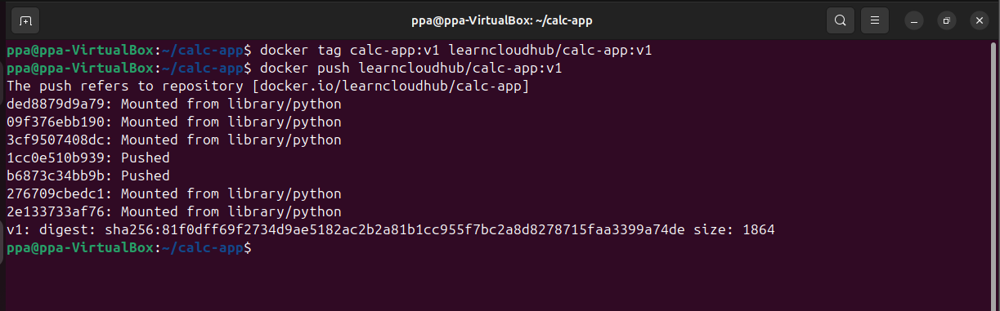 ppa@ppa-VirtualBox: ~/calc-app
ppa@ppa-VirtualBox:~/calc-app$ docker tag calc-app:v1 learncloudhub/calc-app:v1
ppa@ppa-VirtualBox:~/calc-app$ docker push learncloudhub/calc-app:v1
The push refers to repository [docker.io/learncloudhub/calc-app]
ded8879d9a79: Mounted from library/python
09f376ebb190: Mounted from library/python
3cf9507408dc: Mounted from library/python
1cc0e510b939: Pushed
b6873c34bb9b: Pushed
276709cbedc1: Mounted from library/python
2e133733af76: Mounted from library/python
v1: digest: sha256:81f0dff69f2734d9ae5182ac2b2a81b1cc955f7bc2a8d8278715faa3399a74de size: 1864
ppa@ppa-VirtualBox:~/calc-app$